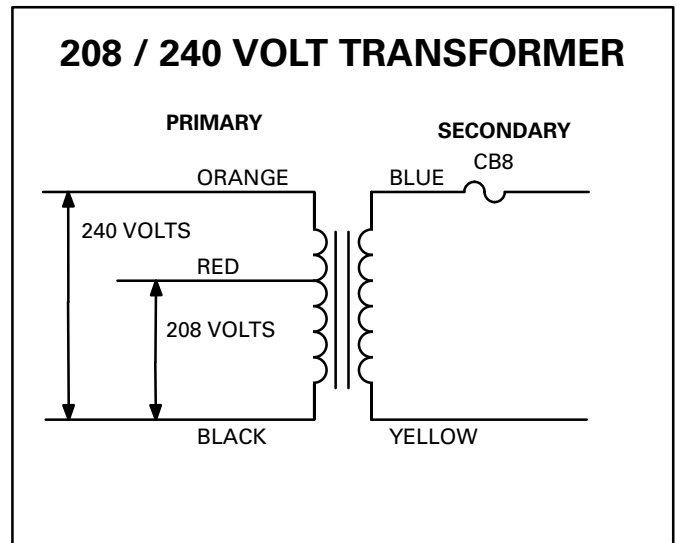 208 / 240 VOLT TRANSFORMER
PRIMARY
SECONDARY
CB8
ORANGE
BLUE
240 VOLTS
RED
208 VOLTS
BLACK
YELLOW